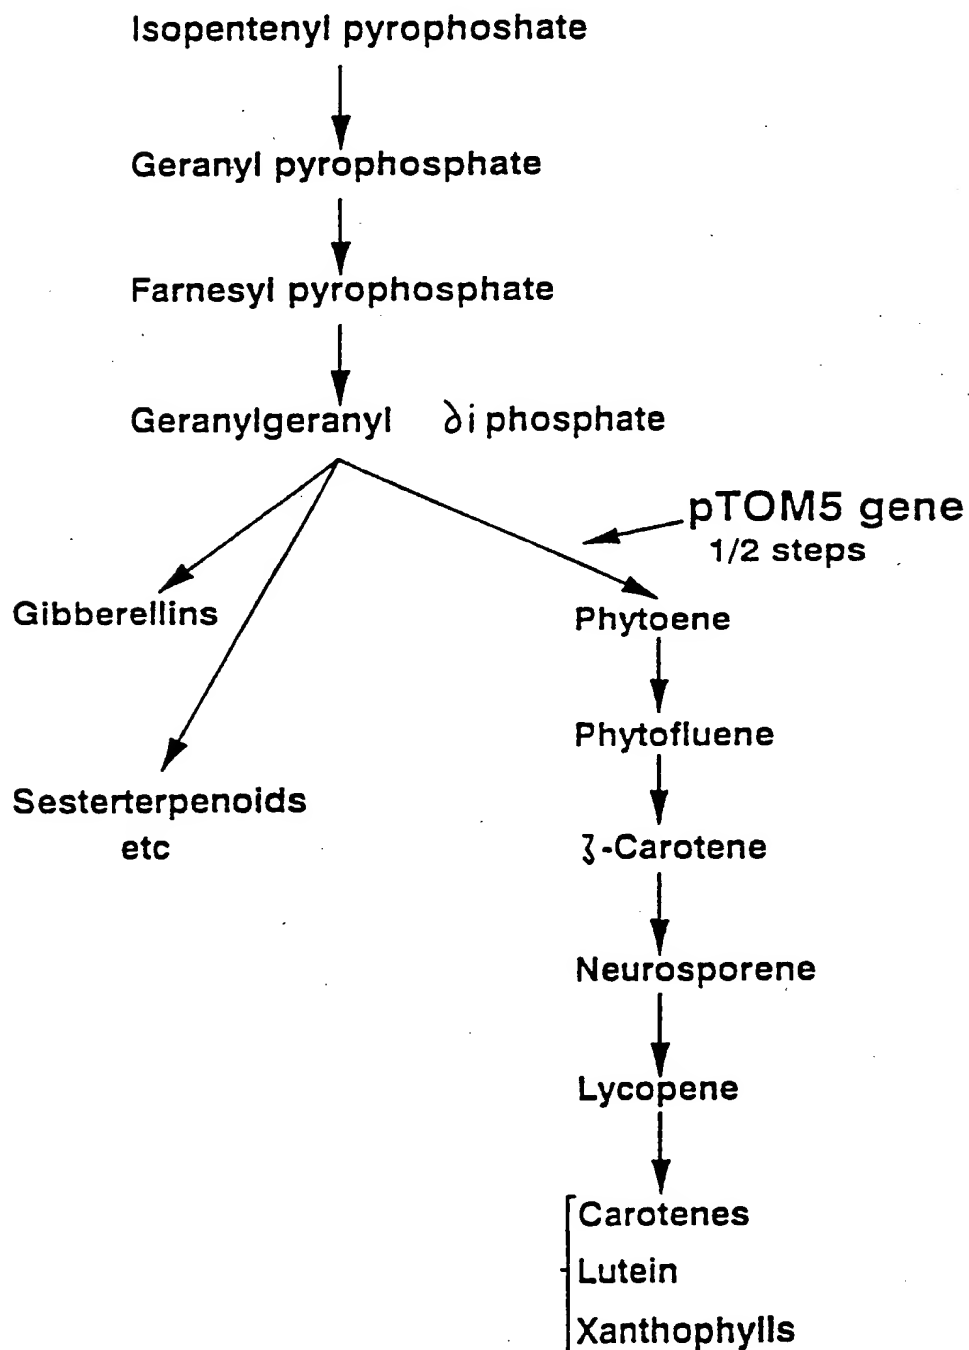 Isopentenyl pyrophoshate
Geranyl pyrophosphate
Farnesyl pyrophosphate
Geranylgeranyl diphosphate
pTOM5 gene
1/2 steps
Gibberellins
Phytoene
Phytofluene
Sesterterpenoids
etc
ζ-Carotene
Neurosporene
Lycopene
Carotenes
Lutein
Xanthophylls